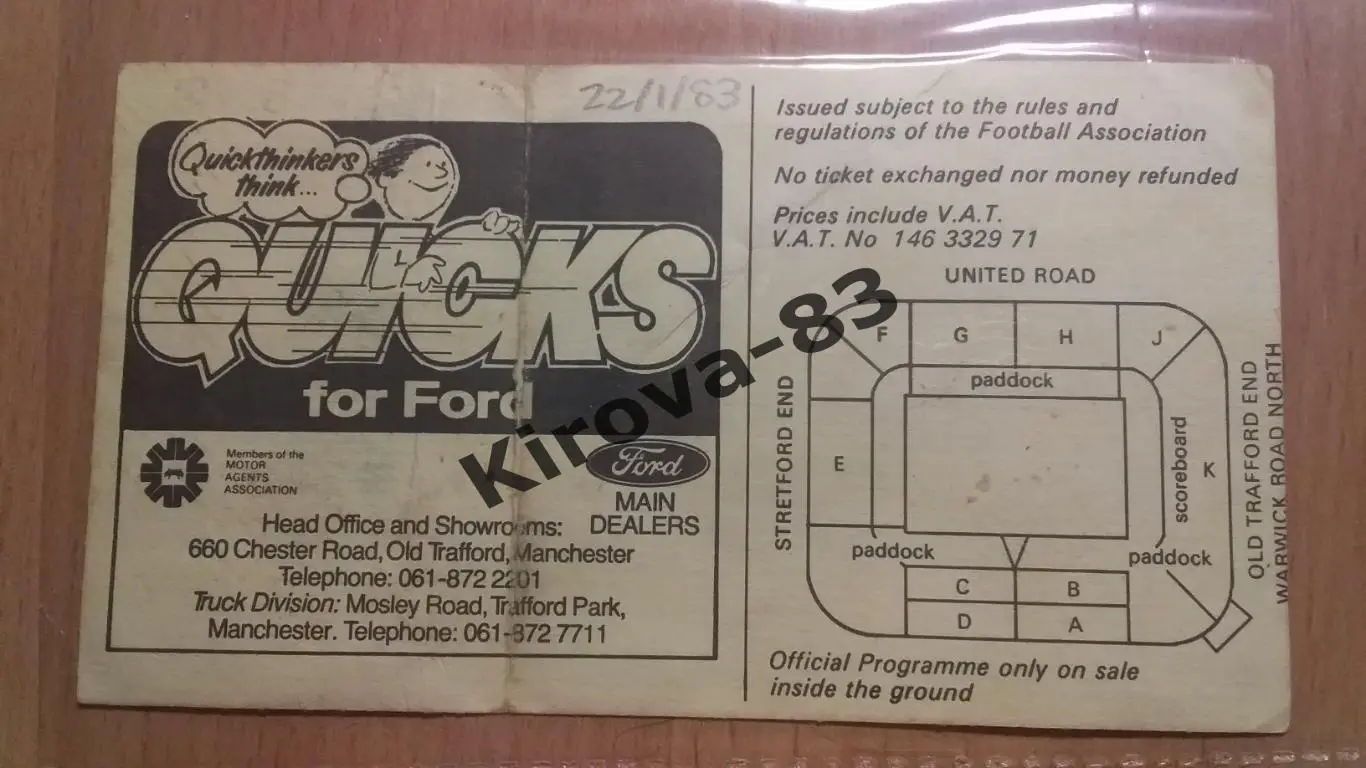 22/1/83
Quickthinkers
think...
QUICKS
for Ford
Members of the
MOTOR
AGENTS
ASSOCIATION
Ford
MAIN
DEALERS
Head Office and Showrooms:
660 Chester Road, Old Trafford, Manchester
Telephone: 061-872 2201
Truck Division: Mosley Road, Trafford Park,
Manchester. Telephone: 061-872 7711
Issued subject to the rules and
regulations of the Football Association
No ticket exchanged nor money refunded
Prices include V.A.T.
V.A.T. No 146 3329 71
UNITED ROAD
F G H J
paddock
STRETFORD END
E
scoreboard
K
OLD TRAFFORD END
WARWICK ROAD NORTH
paddock
paddock
C B
D A
Official Programme only on sale
inside the ground
Kirova-83